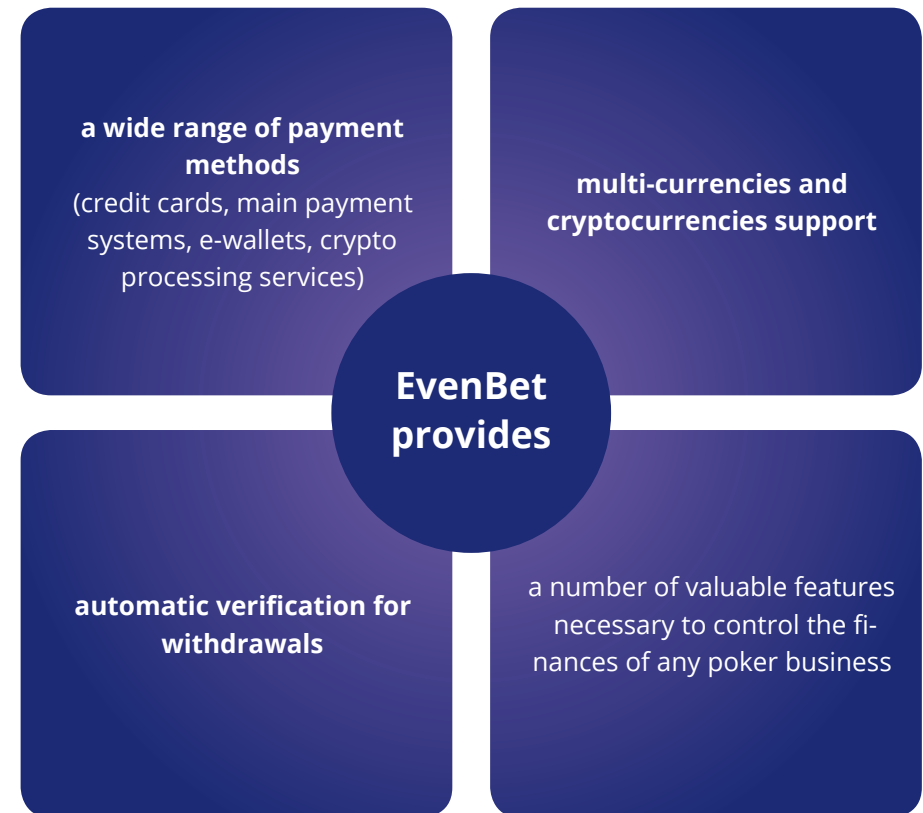 a wide range of payment
methods
(credit cards, main payment
systems, e-wallets, crypto
processing services)
multi-currencies and
cryptocurrencies support
EvenBet
provides
automatic verification for
withdrawals
a number of valuable features
necessary to control the fi-
nances of any poker business